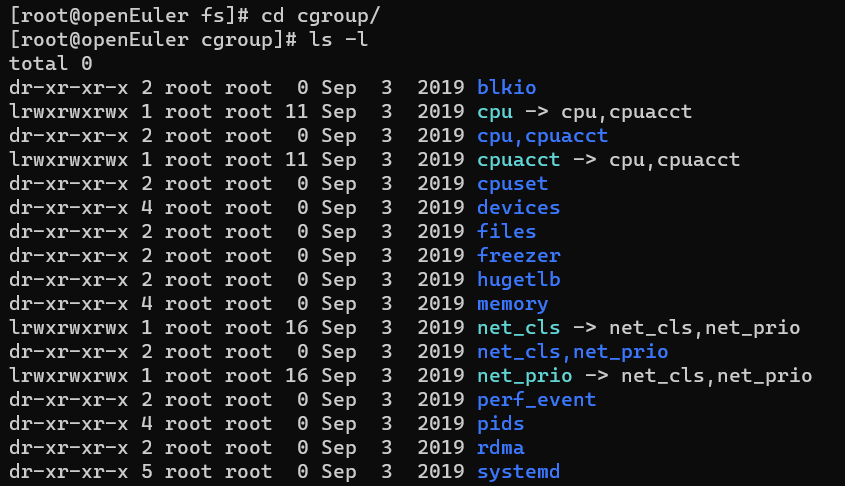 [root@openEuler fs]# cd cgroup/
[root@openEuler cgroup]# ls -l
total 0
dr-xr-xr-x 2 root root  0 Sep  3  2019 blkio
lrwxrwxrwx 1 root root 11 Sep  3  2019 cpu -> cpu,cpuacct
dr-xr-xr-x 2 root root  0 Sep  3  2019 cpu,cpuacct
lrwxrwxrwx 1 root root 11 Sep  3  2019 cpuacct -> cpu,cpuacct
dr-xr-xr-x 2 root root  0 Sep  3  2019 cpuset
dr-xr-xr-x 4 root root  0 Sep  3  2019 devices
dr-xr-xr-x 2 root root  0 Sep  3  2019 files
dr-xr-xr-x 2 root root  0 Sep  3  2019 freezer
dr-xr-xr-x 2 root root  0 Sep  3  2019 hugetlb
dr-xr-xr-x 4 root root  0 Sep  3  2019 memory
lrwxrwxrwx 1 root root 16 Sep  3  2019 net_cls -> net_cls,net_prio
dr-xr-xr-x 2 root root  0 Sep  3  2019 net_cls,net_prio
lrwxrwxrwx 1 root root 16 Sep  3  2019 net_prio -> net_cls,net_prio
dr-xr-xr-x 2 root root  0 Sep  3  2019 perf_event
dr-xr-xr-x 4 root root  0 Sep  3  2019 pids
dr-xr-xr-x 2 root root  0 Sep  3  2019 rdma
dr-xr-xr-x 5 root root  0 Sep  3  2019 systemd